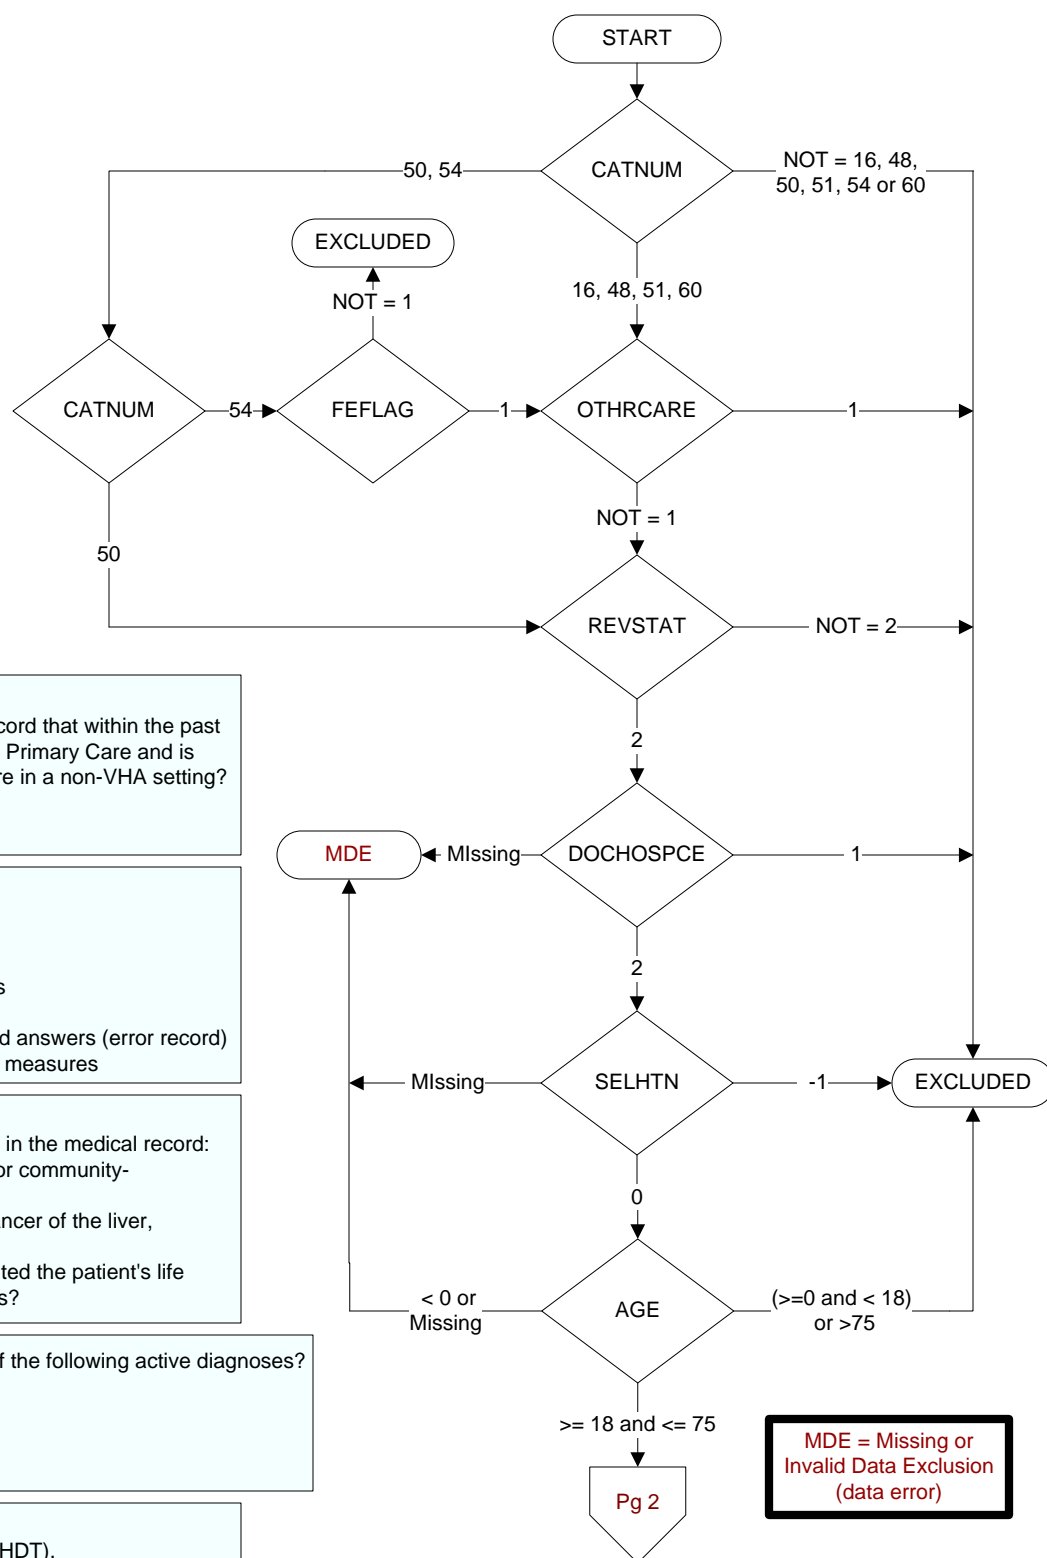 START
CATNUM
50, 54
NOT = 16, 48,
50, 51, 54 or 60
EXCLUDED
NOT = 1
16, 48, 51, 60
CATNUM
54
FEFLAG
1
OTHRCARE
1
NOT = 1
50
REVSTAT
NOT = 2
2
cord that within the past
Primary Care and is
re in a non-VHA setting?
MDE
MIssing
DOCHOSPCE
1
2
s
d answers (error record)
measures
MIssing
SELHTN
-1
EXCLUDED
in the medical record:
or community-
ancer of the liver,
ted the patient's life
s?
0
< 0 or
Missing
AGE
(>=0 and < 18)
or >75
f the following active diagnoses?
>= 18 and <= 75
Pg 2
MDE = Missing or
Invalid Data Exclusion
(data error)
HDT).